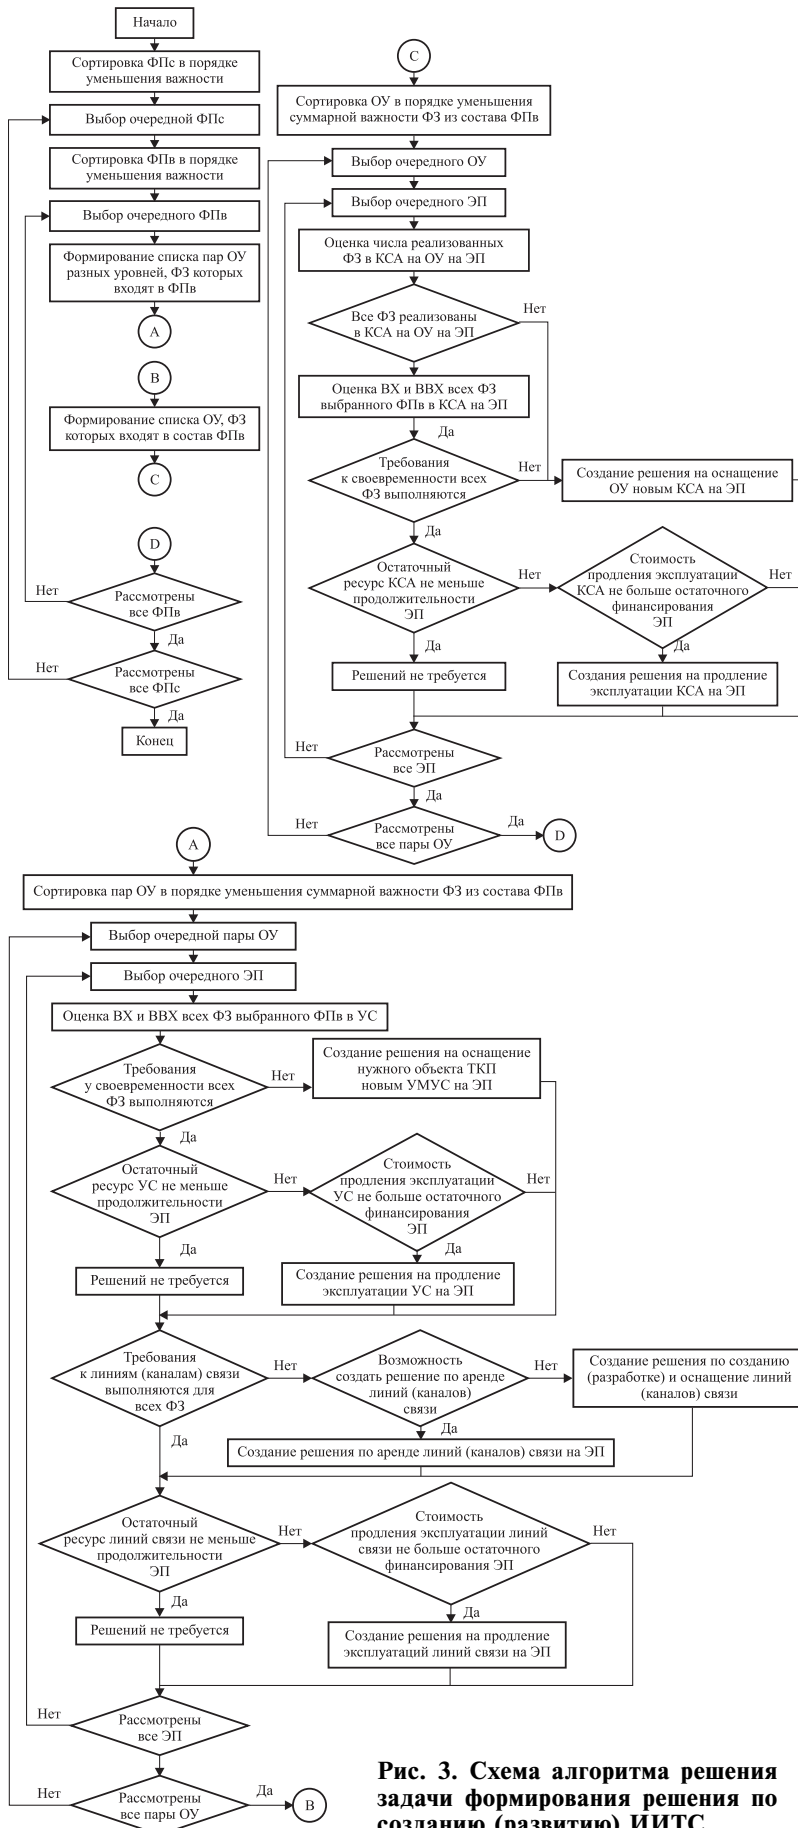 Начало
Сортировка ФПс в порядке
уменьшения важности
Выбор очередной ФПс
Сортировка ФПв в порядке
уменьшения важности
Выбор очередного ФПв
Формирование списка пар ОУ
разных уровней, ФЗ которых
входят в ФПв
A
B
Формирование списка ОУ, ФЗ
которых входят в состав ФПв
C
D
Нет
Рассмотрены
все ФПв
Да
Нет
Рассмотрены
все ФПс
Да
Конец
C
Сортировка ОУ в порядке уменьшения
суммарной важности ФЗ из состава ФПв
Выбор очередного ОУ
Выбор очередного ЭП
Оценка числа реализованных
ФЗ в КСА на ОУ на ЭП
Нет
Все ФЗ реализованы
в КСА на ОУ на ЭП
Оценка ВХ и ВВХ всех ФЗ
выбранного ФПв в КСА на ЭП
Да
Требования
к своевременности всех
ФЗ выполняются
Нет
Создание решения на оснащение
ОУ новым КСА на ЭП
Да
Остаточный
ресурс КСА не меньше
продолжительности
ЭП
Нет
Стоимость
продления эксплуатации
КСА не больше остаточного
финансирования
ЭП
Нет
Да
Да
Решений не требуется
Создания решения на продление
эксплуатации КСА на ЭП
Нет
Рассмотрены
все ЭП
Да
Нет
Рассмотрены
все пары ОУ
Да
D
A
Сортировка пар ОУ в порядке уменьшения суммарной важности ФЗ из состава ФПв
Выбор очередной пары ОУ
Выбор очередного ЭП
Оценка ВХ и ВВХ всех ФЗ выбранного ФПв в УС
Требования
у своевременности всех
ФЗ выполняются
Нет
Создание решения на оснащение
нужного объекта ТКП
новым УМУС на ЭП
Да
Остаточный
ресурс УС не меньше
продолжительности
ЭП
Нет
Стоимость
продления эксплуатации
УС не больше остаточного
финансирования
ЭП
Нет
Да
Да
Решений не требуется
Создание решения на продление
эксплуатации УС на ЭП
Требования
к линиям (каналам) связи
выполняются для
всех ФЗ
Нет
Возможность
создать решение по аренде
линий (каналов)
связи
Нет
Создание решения по созданию
(разработке) и оснащение линий
(каналов) связи
Да
Да
Создание решения по аренде линий (каналов) связи на ЭП
Остаточный
ресурс линий связи не меньше
продолжительности
ЭП
Нет
Стоимость
продления эксплуатации линий
связи не больше остаточного
финансирования ЭП
Нет
Да
Да
Решений не требуется
Создание решения на продление
эксплуатаций линий связи на ЭП
Нет
Рассмотрены
все ЭП
Нет
Рассмотрены
все пары ОУ
Да
B
Рис. 3. Схема алгоритма решения
задачи формирования решения по
созданию (развитию) ИИТС